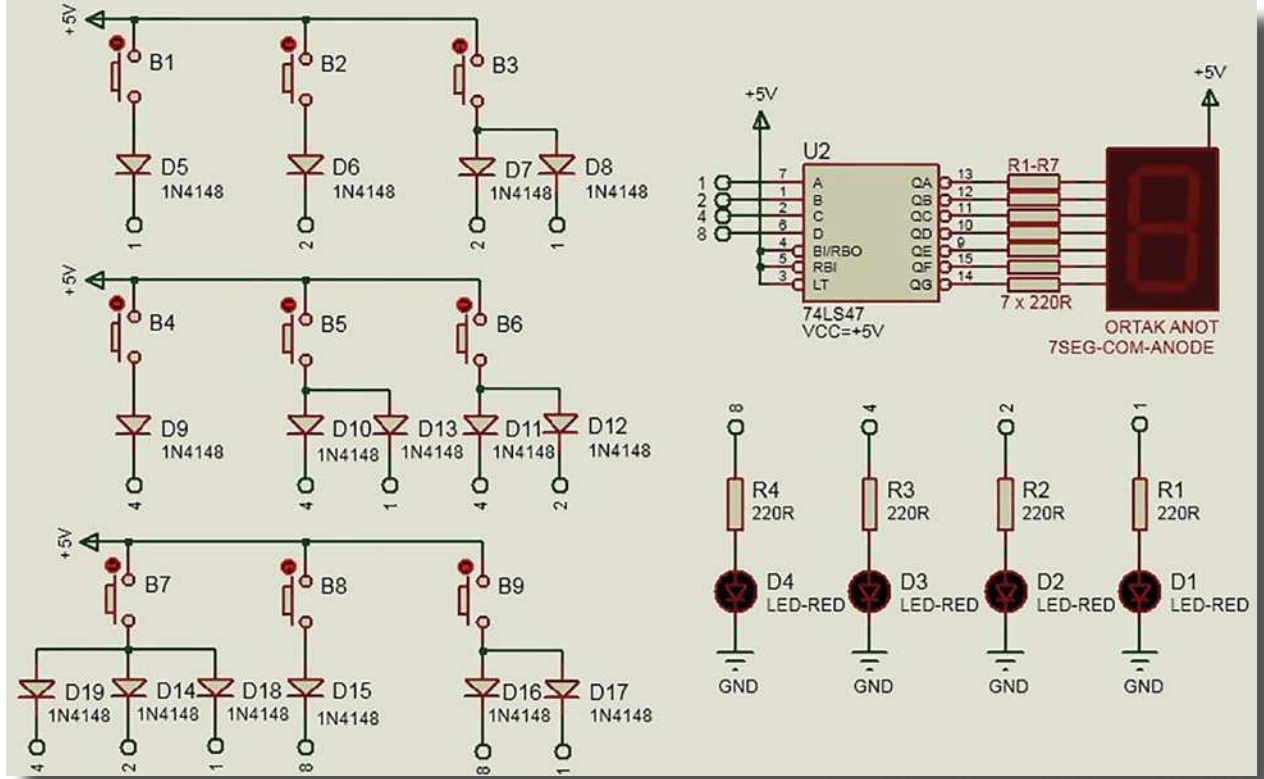 +5V
B1
B2
B3
D5
1N4148
D6
1N4148
D7
1N4148
D8
1N4148
1
2
2
1
+5V
B4
B5
B6
D9
1N4148
D10
1N4148
D13
1N4148
D11
1N4148
D12
1N4148
4
4
1
4
2
+5V
B7
B8
B9
D19
1N4148
D14
1N4148
D18
1N4148
D15
1N4148
D16
1N4148
D17
1N4148
4
2
1
8
8
1
+5V
+5V
U2
R1-R7
1 7 A QA 13
2 1 B QB 12
4 2 C QC 11
8 6 D QD 10
4 BI/RBO QE 9
5 RBI QF 15
3 LT QG 14
74LS47
VCC=+5V
7 x 220R
ORTAK ANOT
7SEG-COM-ANODE
8
4
2
1
R4
220R
R3
220R
R2
220R
R1
220R
D4
LED-RED
D3
LED-RED
D2
LED-RED
D1
LED-RED
GND
GND
GND
GND